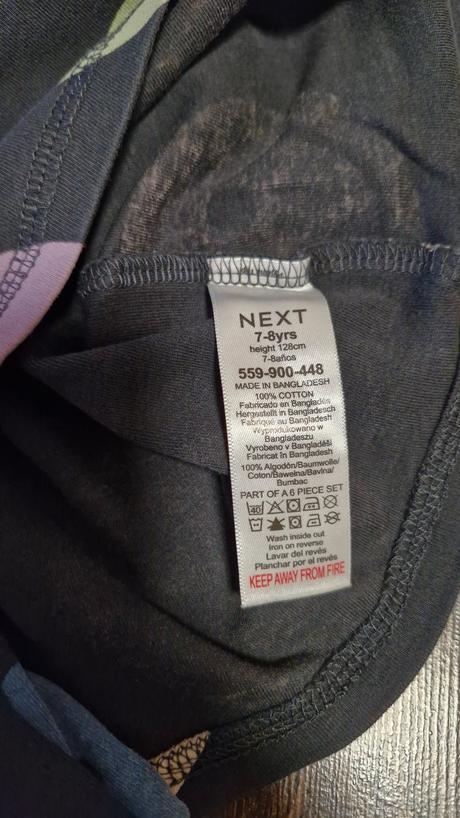 NEXT
7-8yrs
height 128cm
7-8años
559-900-448
MADE IN BANGLADESH
100% COTTON
Fabricado en Bangladés
Hergestellt in Bangladesch
Fabriqué au Bangladesh
Wyprodukowano w
Bangladeszu
Vyrobeno v Bangladéši
Fabricat în Bangladesh
100% Algodón/Baumwolle/
Coton/Bawełna/Bavlna/
Bumbac
PART OF A 6 PIECE SET
40
Wash inside out
Iron on reverse
Lavar del revés
Planchar por el revés
KEEP AWAY FROM FIRE